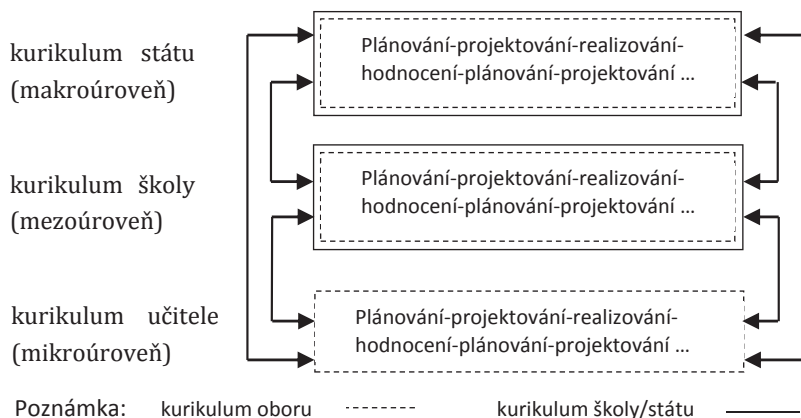 kurikulum státu
(makroúroveň)
Plánování-projektování-realizování-
hodnocení-plánování-projektování ...
kurikulum školy
(mezoúroveň)
Plánování-projektování-realizování-
hodnocení-plánování-projektování ...
kurikulum učitele
(mikroúroveň)
Plánování-projektování-realizování-
hodnocení-plánování-projektování ...
Poznámka: kurikulum oboru kurikulum školy/státu